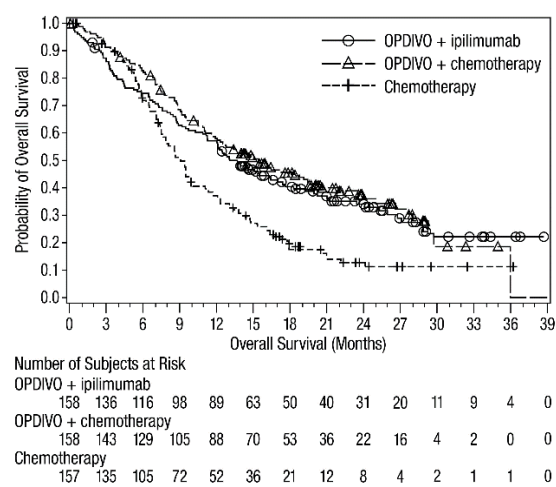 1.0
0.9
0.8
0.7
0.6
0.5
0.4
0.3
0.2
0.1
0.0
Probability of Overall Survival
OPDIVO + ipilimumab
OPDIVO + chemotherapy
Chemotherapy
0 3 6 9 12 15 18 21 24 27 30 33 36 39
Overall Survival (Months)
Number of Subjects at Risk
OPDIVO + ipilimumab
158 136 116 98 89 63 50 40 31 20 11 9 4 0
OPDIVO + chemotherapy
158 143 129 105 88 70 53 36 22 16 4 2 0 0
Chemotherapy
157 135 105 72 52 36 21 12 8 4 2 1 1 0